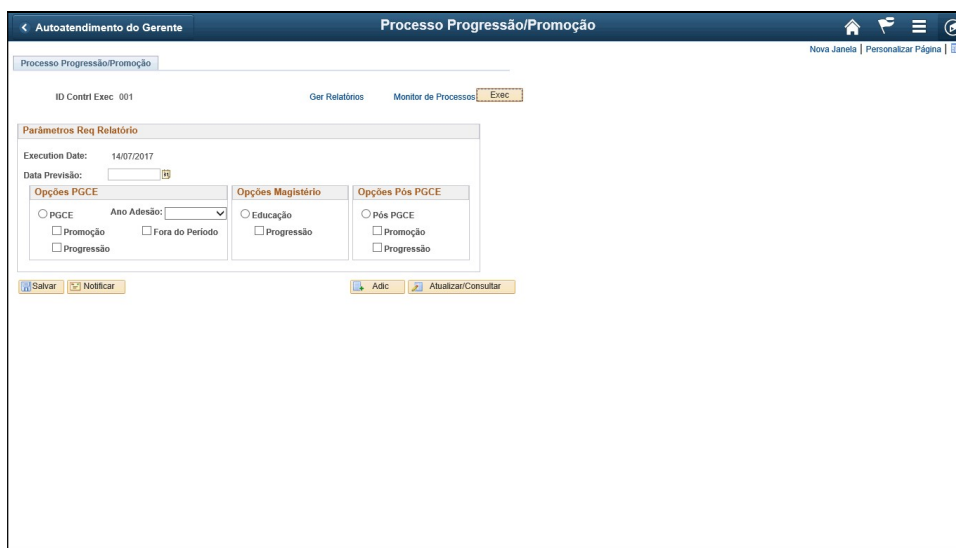 Autoatendimento do Gerente
Processo Progressão/Promoção
Nova Janela | Personalizar Página |
Processo Progressão/Promoção
ID Contrl Exec 001 Ger Relatórios Monitor de Processos Exec
Parâmetros Req Relatório
Execution Date: 14/07/2017
Data Previsão:
Opções PGCE Opções Magistério Opções Pós PGCE
PGCE Ano Adesão: Educação Pós PGCE
Promoção Fora do Período Progressão Promoção
Progressão Progressão
Salvar Notificar Adic Atualizar/Consultar